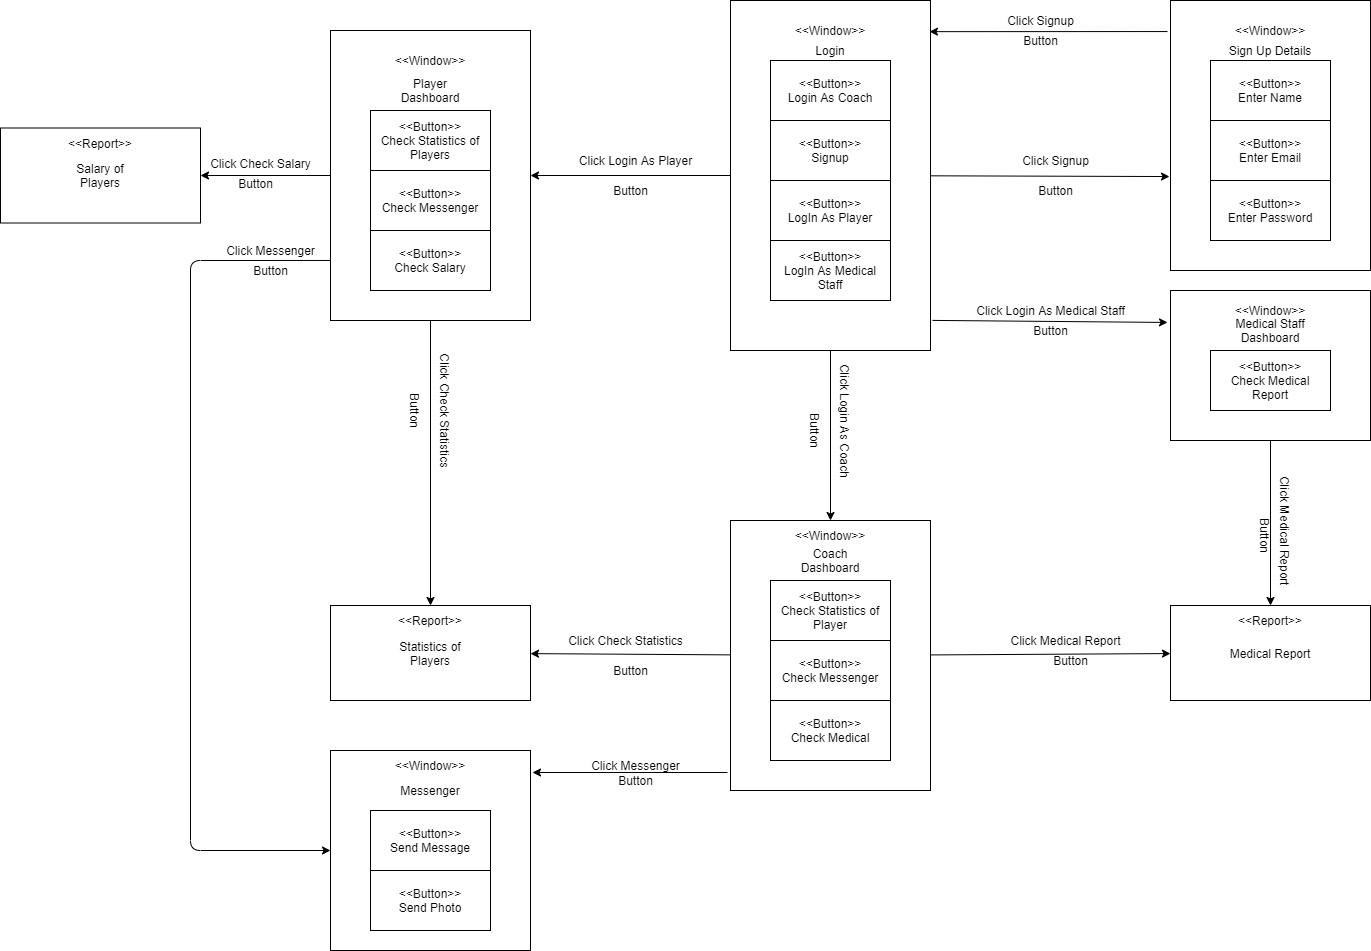 <<Report>>
Salary of
Players
Click Check Salary
Button
Click Messenger
Button
<<Window>>
Player
Dashboard
<<Button>>
Check Statistics of
Players
<<Button>>
Check Messenger
<<Button>>
Check Salary
Click Login As Player
Button
<<Window>>
Login
<<Button>>
Login As Coach
<<Button>>
Signup
<<Button>>
LogIn As Player
<<Button>>
LogIn As Medical
Staff
Click Signup
Button
Click Signup
Button
<<Window>>
Sign Up Details
<<Button>>
Enter Name
<<Button>>
Enter Email
<<Button>>
Enter Password
Click Login As Medical Staff
Button
<<Window>>
Medical Staff
Dashboard
<<Button>>
Check Medical
Report
Click Check Statistics
Button
Click Login As Coach
Button
Click Medical Report
Button
<<Report>>
Statistics of
Players
Click Check Statistics
Button
<<Window>>
Coach
Dashboard
<<Button>>
Check Statistics of
Player
<<Button>>
Check Messenger
<<Button>>
Check Medical
Click Medical Report
Button
<<Report>>
Medical Report
Click Messenger
Button
<<Window>>
Messenger
<<Button>>
Send Message
<<Button>>
Send Photo